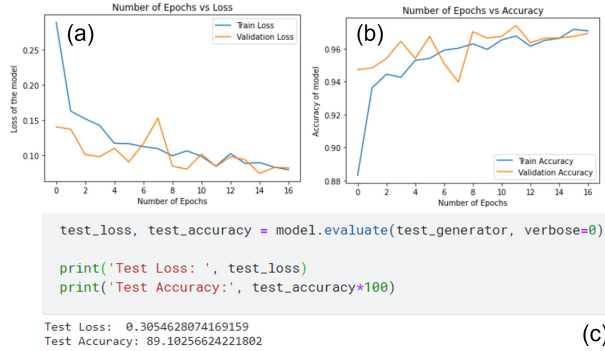 Number of Epochs vs Loss
(a)
Train Loss
Validation Loss
Loss of the model
0.25
0.20
0.15
0.10
0 2 4 6 8 10 12 14 16
Number of Epochs
Number of Epochs vs Accuracy
(b)
Accuracy of model
0.96
0.94
0.92
0.90
0.88
Train Accuracy
Validation Accuracy
0 2 4 6 8 10 12 14 16
Number of Epochs
test_loss, test_accuracy = model.evaluate(test_generator, verbose=0)
print('Test Loss: ', test_loss)
print('Test Accuracy:', test_accuracy*100)
Test Loss:  0.3054628074169159
Test Accuracy: 89.10256624221802
(c)